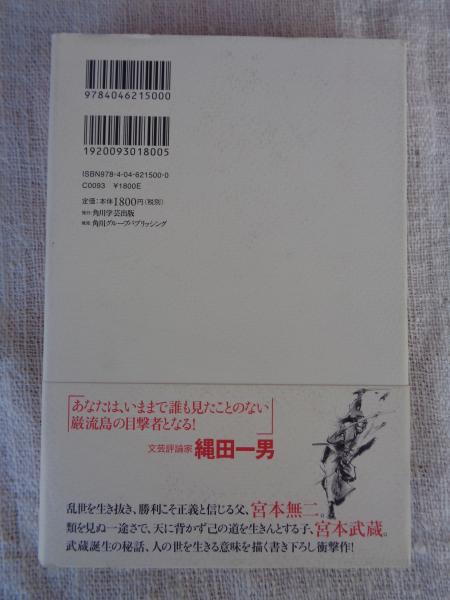 9784046215000
1920093018005
ISBN978-4-04-621500-0
C0093 ¥1800E
定価:本体1800円(税別)
発行:角川学芸出版
発売:角川グループパブリッシング
あなたは、いままで誰も見たことのない
巌流島の目撃者となる!
文芸評論家 縄田一男
乱世を生き抜き、勝利こそ正義と信じる父、宮本無二。
類を見ぬ一途さで、天に背かず己の道を生きんとする子、宮本武蔵。
武蔵誕生の秘話、人の世を生きる意味を描く書き下ろし衝撃作!